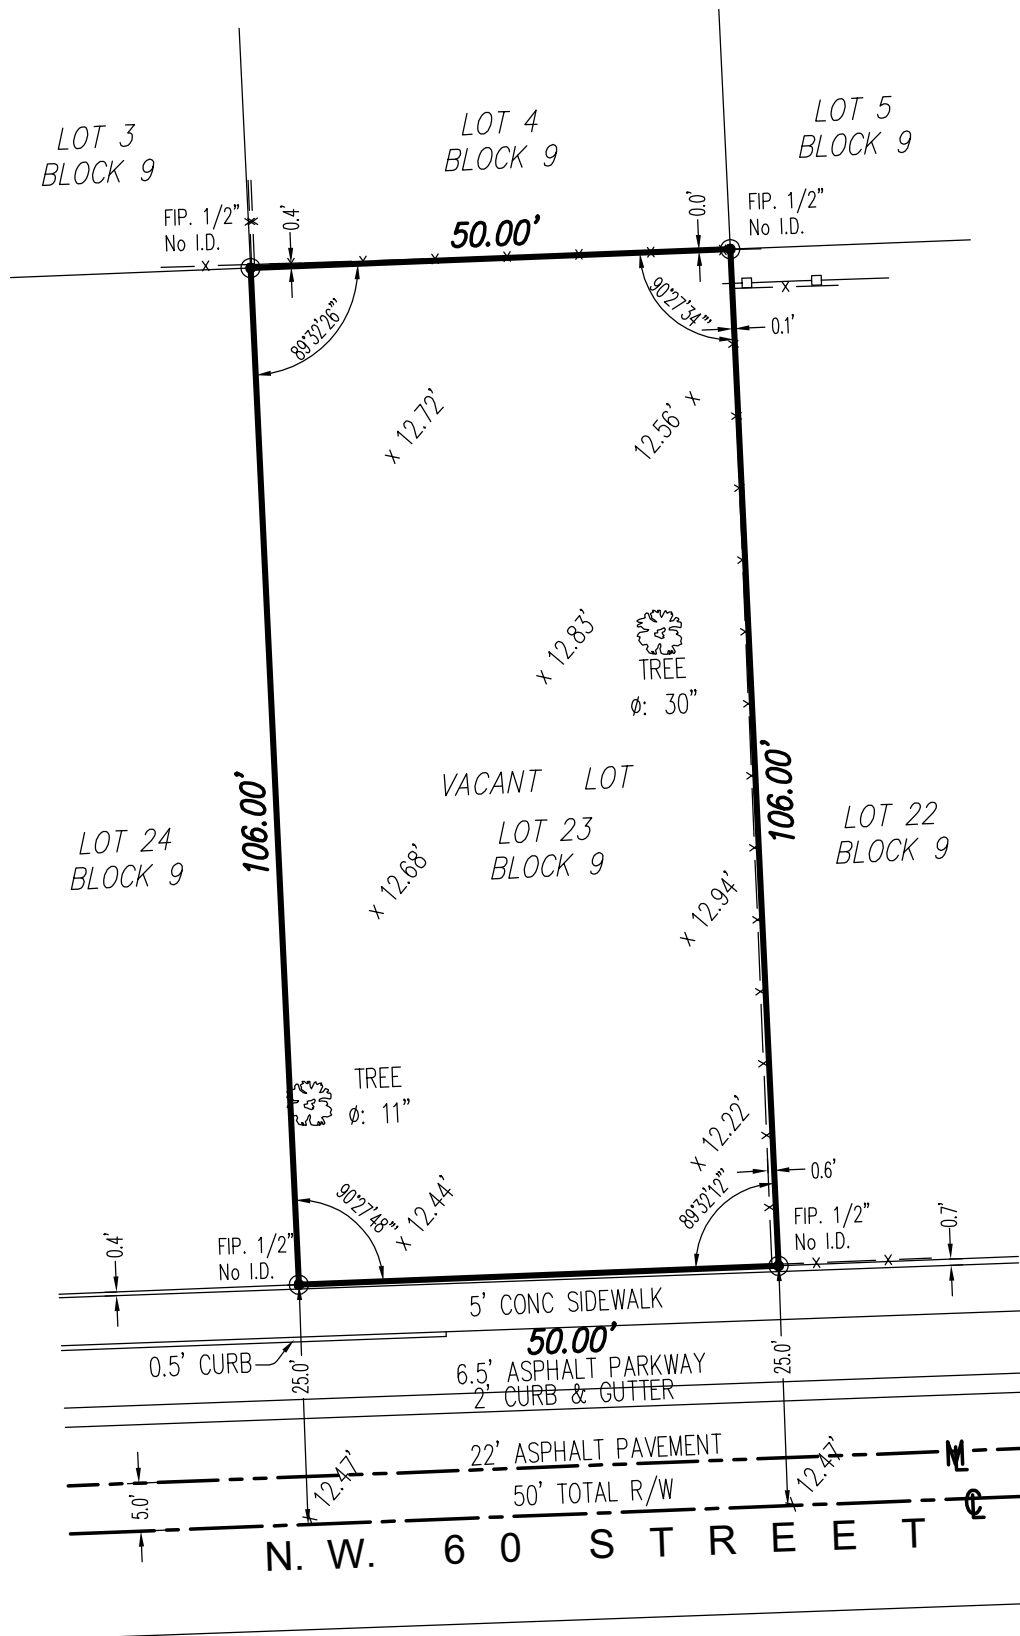 LOT 3
BLOCK 9
LOT 4
BLOCK 9
LOT 5
BLOCK 9
FIP. 1/2"
No I.D.
0.4'
50.00'
0.0'
FIP. 1/2"
No I.D.
89°32'26"
90°27'34"
0.1'
x 12.72'
12.56' x
x 12.83'
TREE
ø: 30"
VACANT LOT
LOT 23
BLOCK 9
106.00'
106.00'
LOT 24
BLOCK 9
LOT 22
BLOCK 9
x 12.68'
x 12.94'
TREE
ø: 11"
x 12.22'
0.6'
90°27'48"
x 12.44'
89°32'12"
FIP. 1/2"
No I.D.
0.7'
0.4'
FIP. 1/2"
No I.D.
5' CONC SIDEWALK
50.00'
0.5' CURB
25.0'
25.0'
6.5' ASPHALT PARKWAY
2' CURB & GUTTER
22' ASPHALT PAVEMENT
ML
x 12.47'
x 12.47'
5.0'
50' TOTAL R/W
CL
N. W. 60 STREET